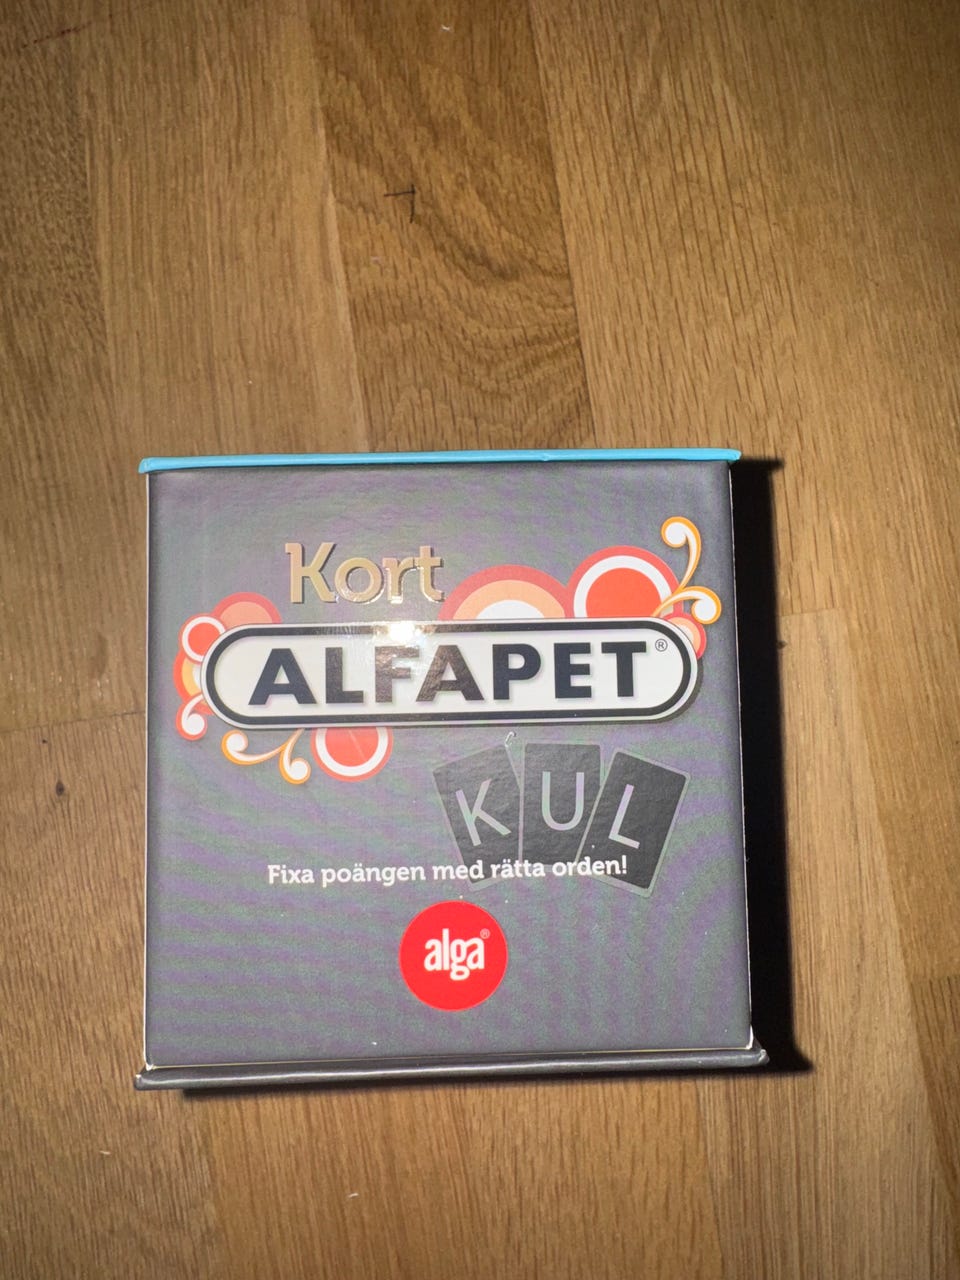 Kort
ALFAPET®
KUL
Fixa poängen med rätta orden!
alga®